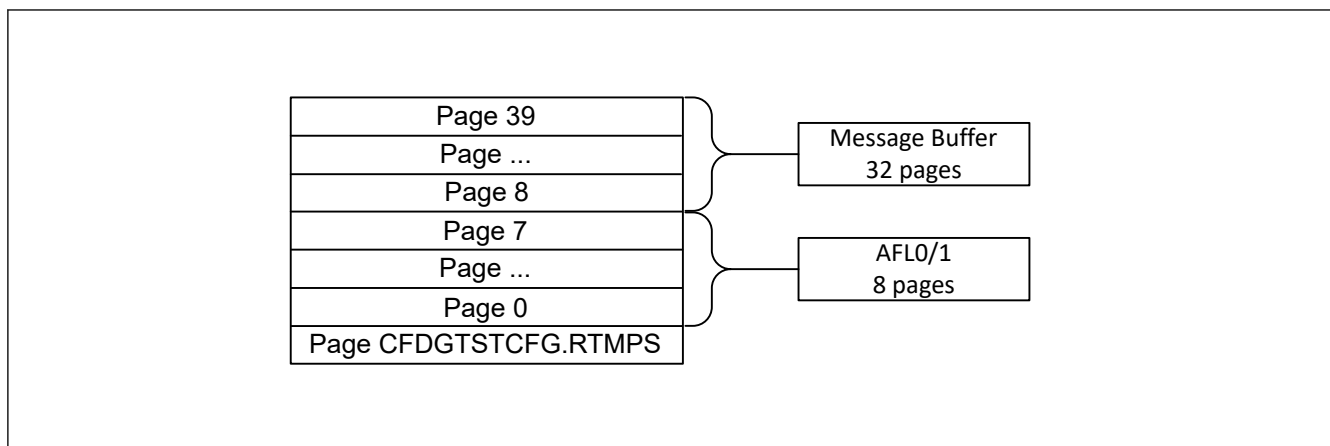 Page 39
Page ...
Page 8
Page 7
Page ...
Page 0
Page CFDGTSTCFG.RTMPS
Message Buffer
32 pages
AFL0/1
8 pages